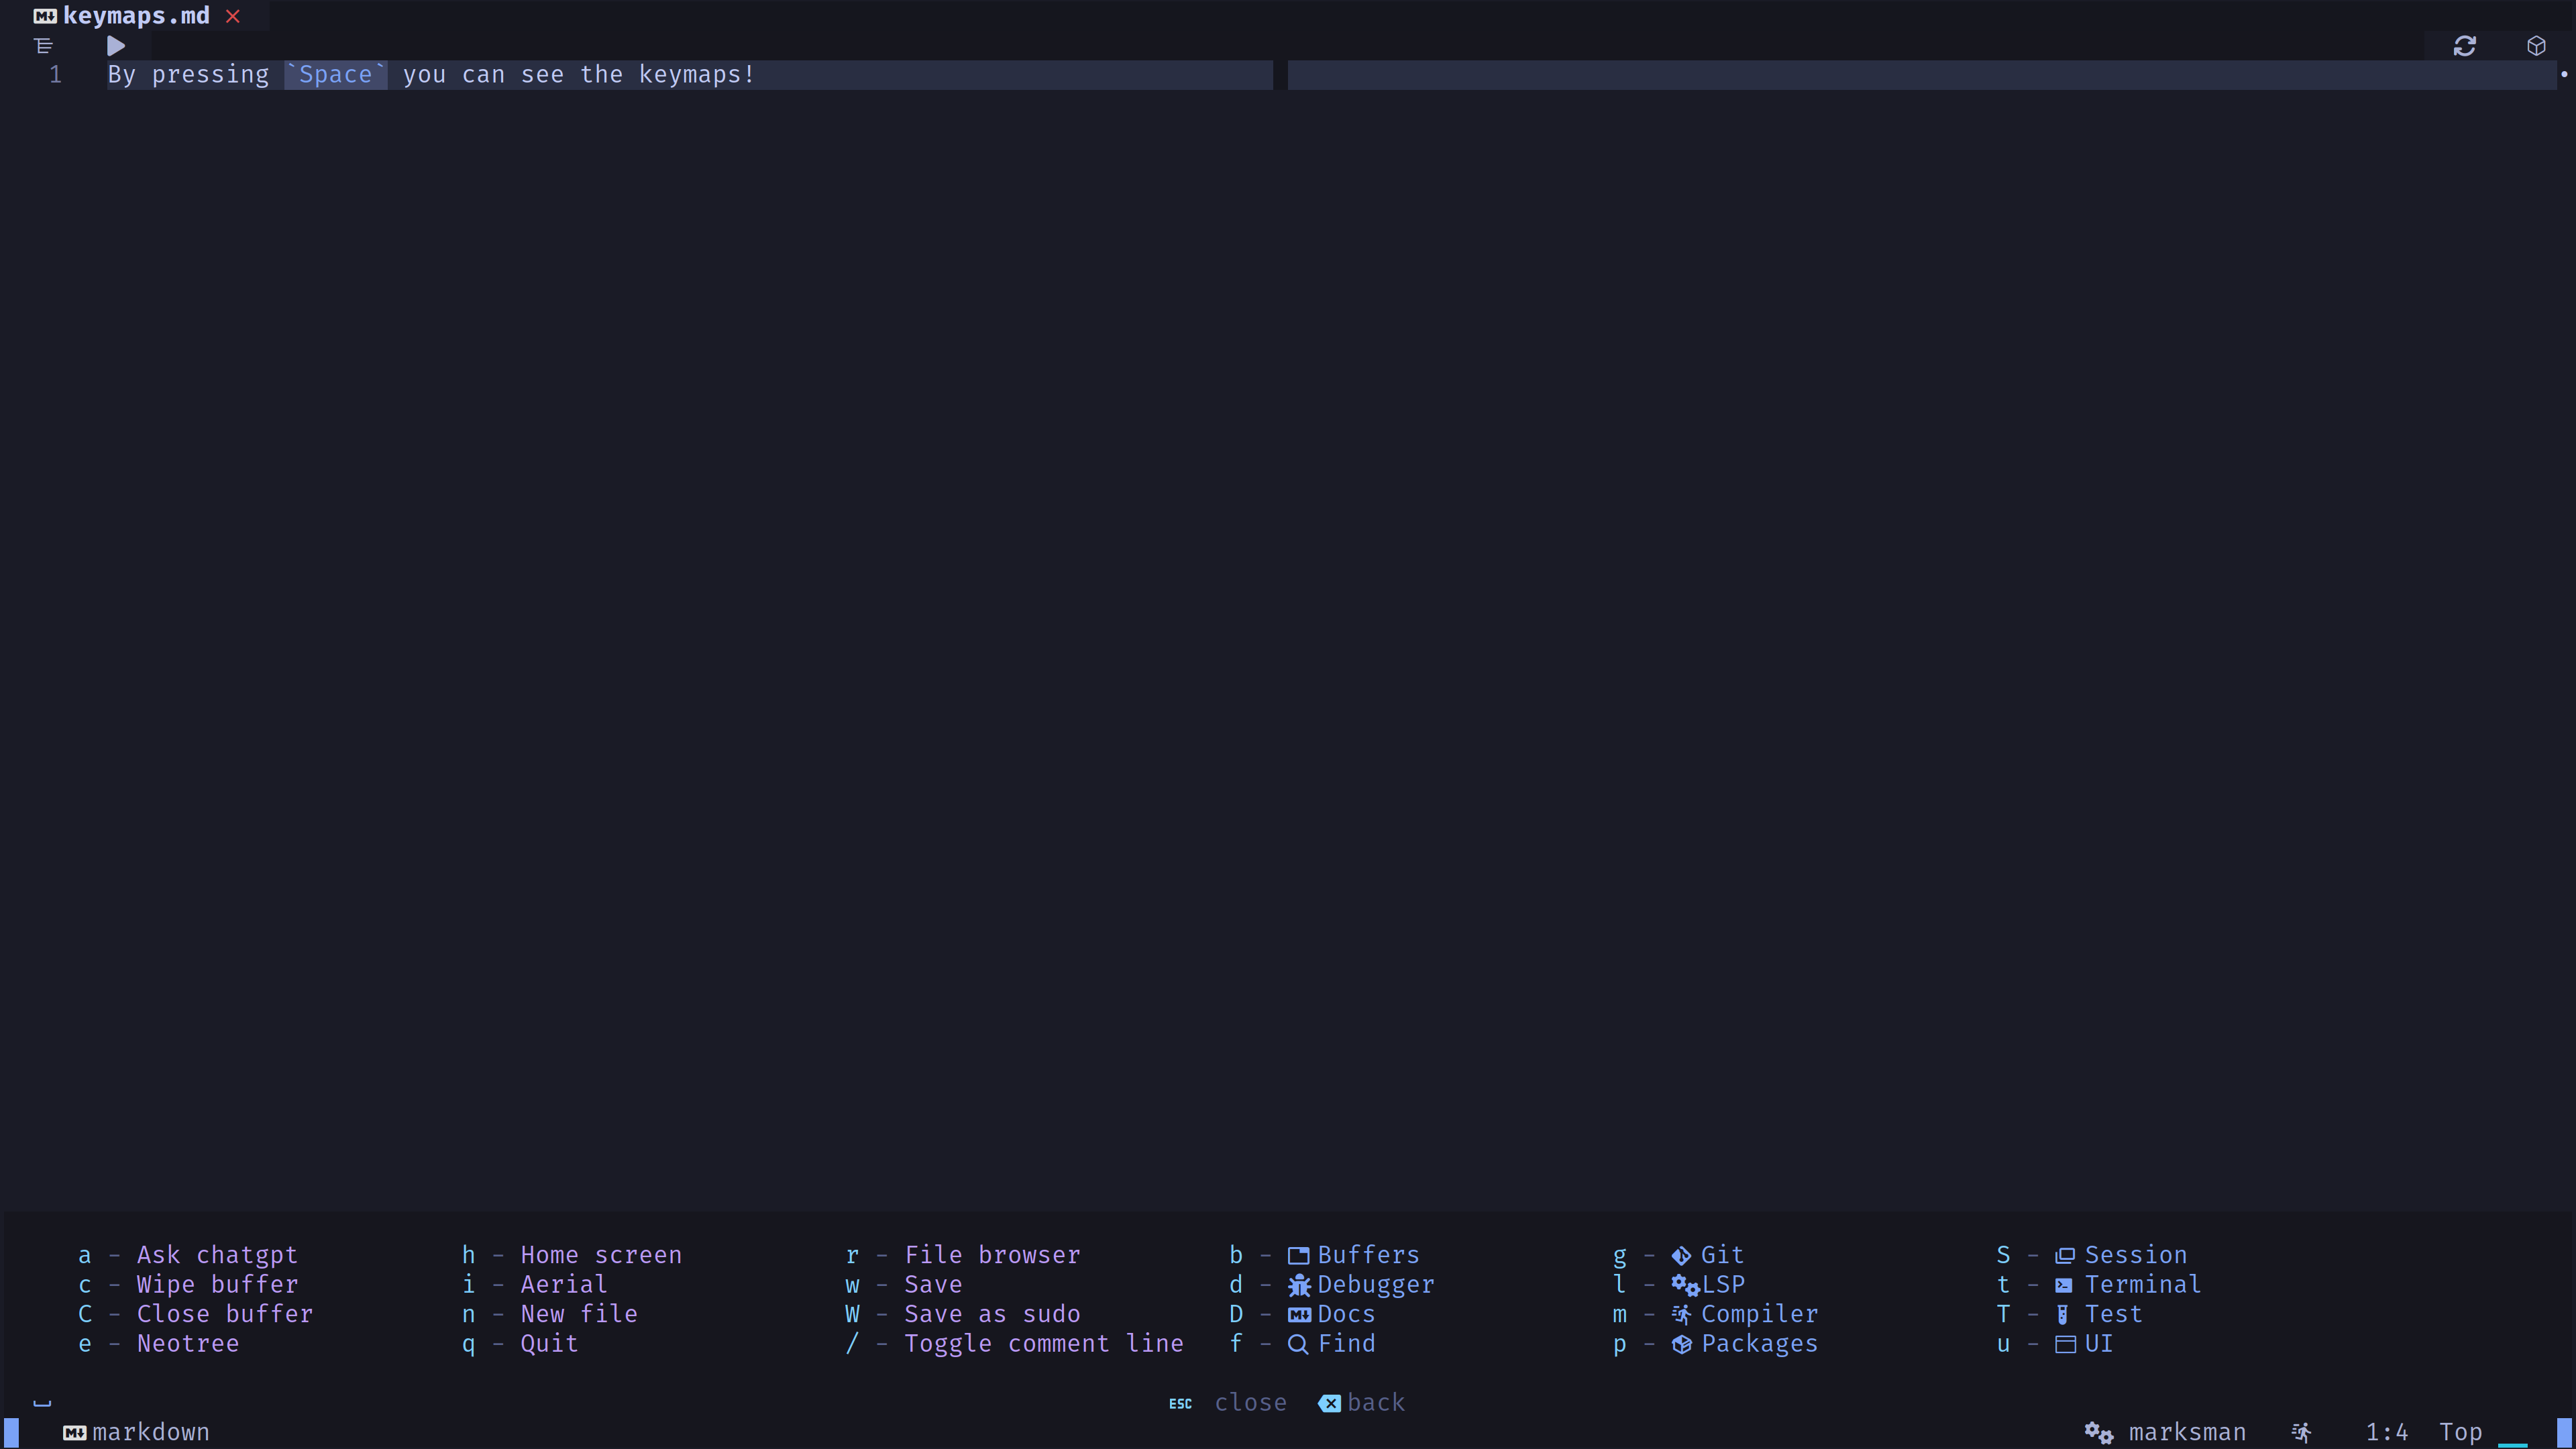 keymaps.md
1 By pressing `Space` you can see the keymaps!
a - Ask chatgpt h - Home screen r - File browser b - Buffers g - Git S - Session
c - Wipe buffer i - Aerial w - Save d - Debugger l - LSP t - Terminal
C - Close buffer n - New file W - Save as sudo D - Docs m - Compiler T - Test
e - Neotree q - Quit / - Toggle comment line f - Find p - Packages u - UI
ESC close back
markdown marksman 1:4 Top